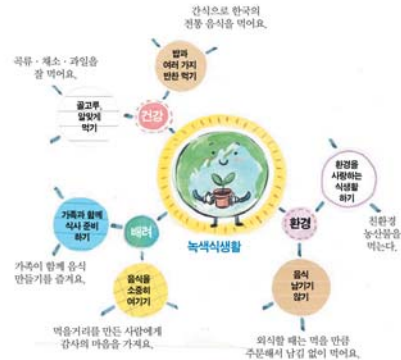 간식으로 한국의
전통 음식을 먹어요.
밥과
여러 가지
반찬 먹기
곡류·채소·과일을
잘 먹어요.
골고루,
알맞게
먹기
건강
환경을
사랑하는
식생활
하기
친환경
농산물을
먹는다.
가족과 함께
식사 준비
하기
배려
녹색식생활
환경
가족이 함께 음식
만들기를 즐겨요.
음식을
소중히
여기기
음식
남기기
않기
먹을거리를 만든 사람에게
감사의 마음을 가져요.
외식할 때는 먹을 만큼
주문해서 남김 없이 먹어요.